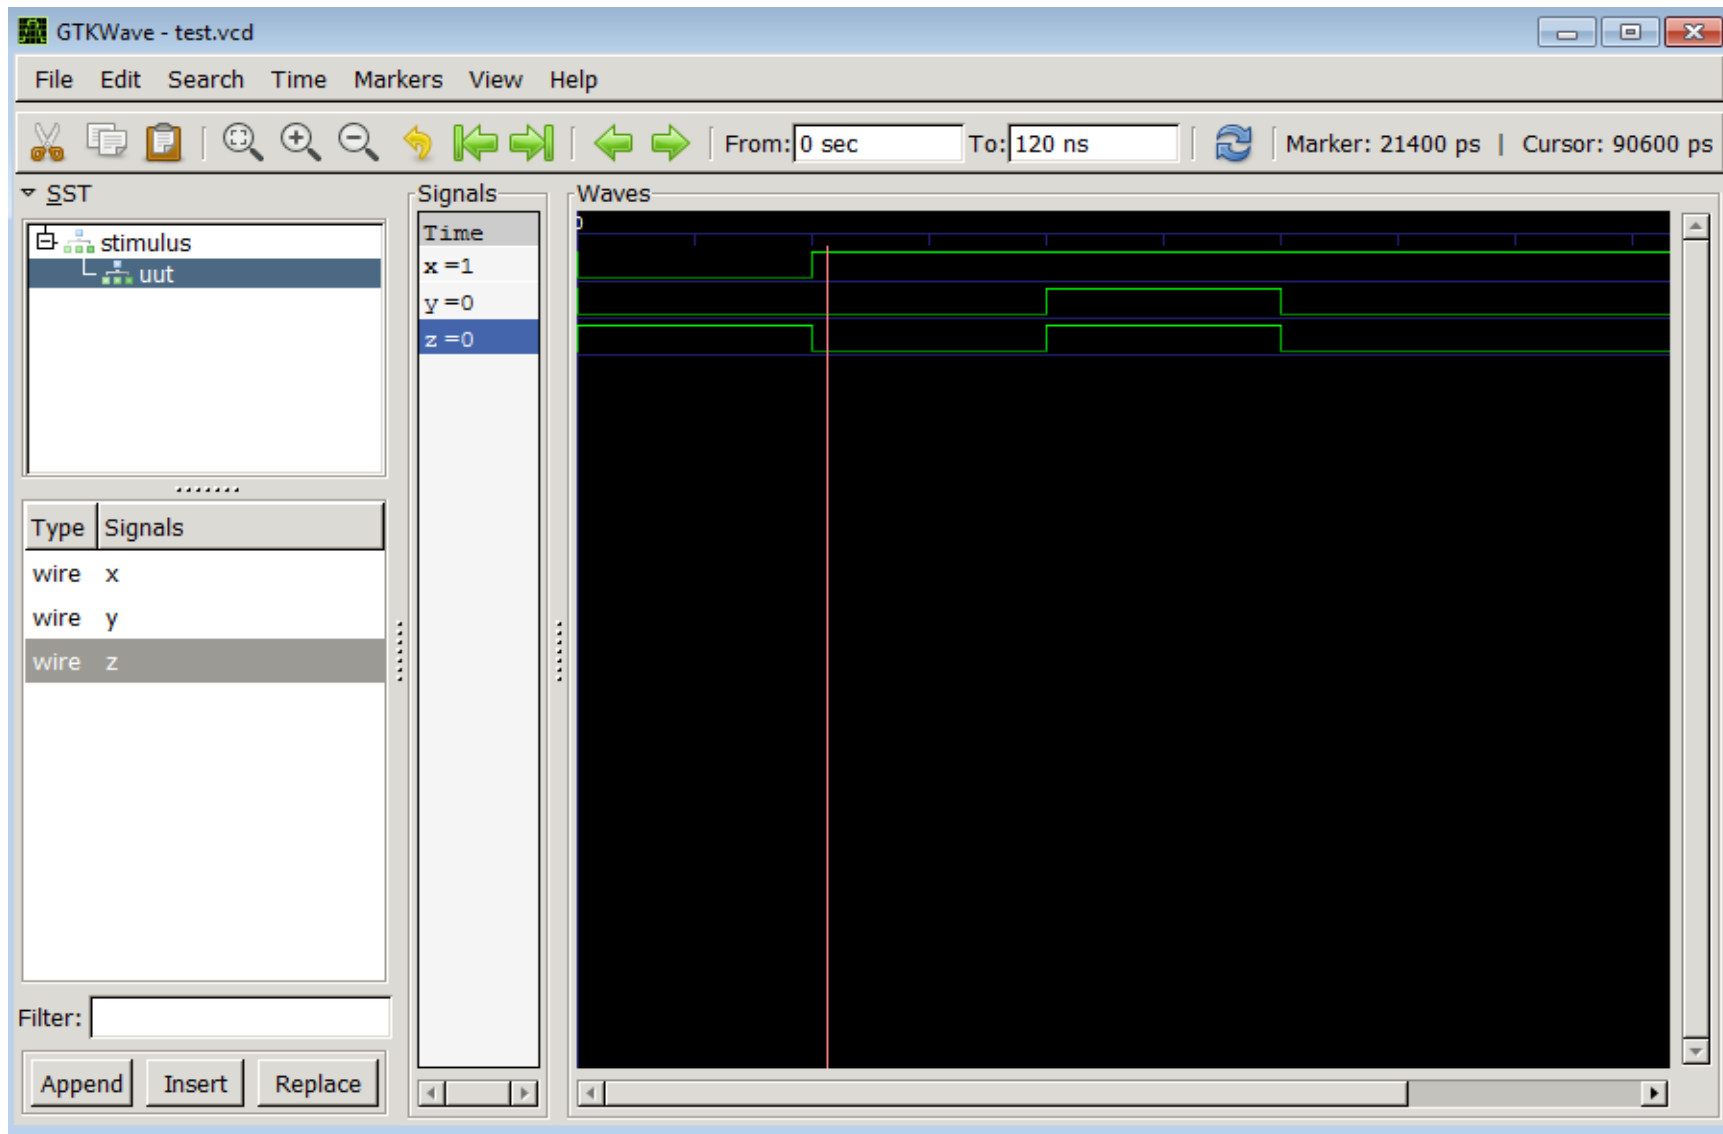 GTKWave - test.vcd
File Edit Search Time Markers View Help
From: 0 sec To: 120 ns Marker: 21400 ps | Cursor: 90600 ps
SST
stimulus
uut
Type Signals
wire x
wire y
wire z
Filter:
Append Insert Replace
Signals
Time
x =1
y =0
z =0
Waves
0